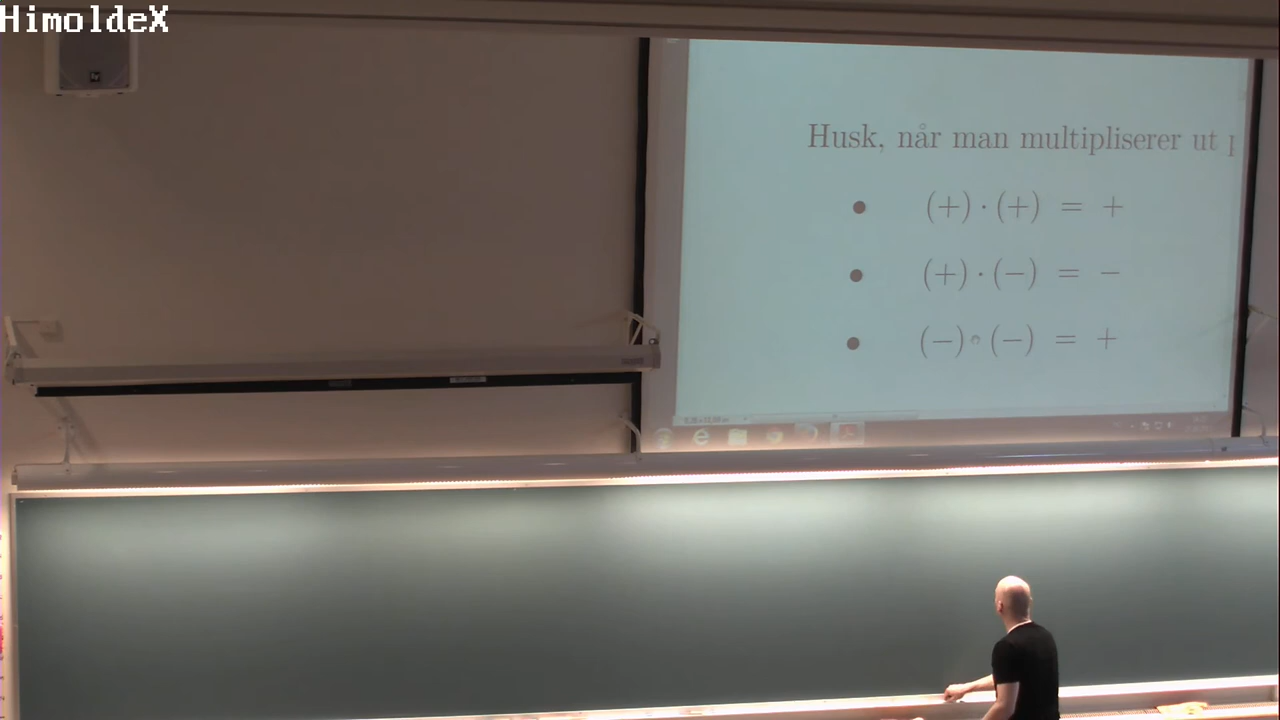 HimoldeX
Husk, når man multipliserer ut
• (+) · (+) = +
• (+) · (−) = −
• (−) ∘ (−) = +